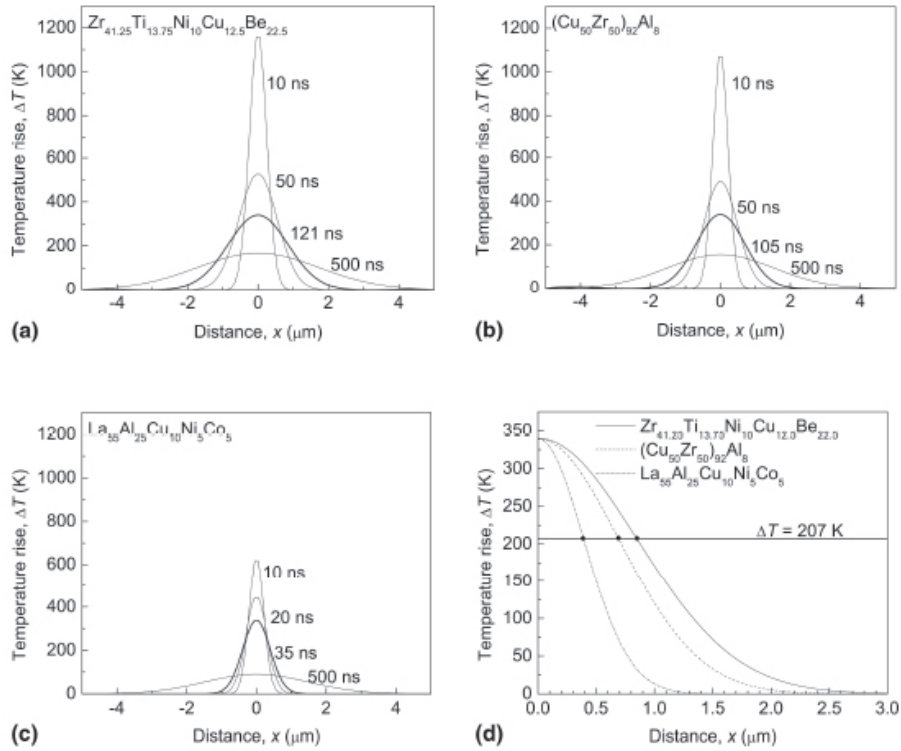 Zr41.25Ti13.75Ni10Cu12.5Be22.5
1200
1000
800
600
400
200
0
Temperature rise, ΔT (K)
10 ns
50 ns
121 ns
500 ns
-4 -2 0 2 4
Distance, x (μm)
(a)
(Cu50Zr50)92Al8
1200
1000
800
600
400
200
0
Temperature rise, ΔT (K)
10 ns
50 ns
105 ns
500 ns
-4 -2 0 2 4
Distance, x (μm)
(b)
La55Al25Cu10Ni5Co5
1200
1000
800
600
400
200
0
Temperature rise, ΔT (K)
10 ns
20 ns
35 ns
500 ns
-4 -2 0 2 4
Distance, x (μm)
(c)
350
300
250
200
150
100
50
0
Temperature rise, ΔT (K)
Zr41.25Ti13.75Ni10Cu12.5Be22.5
(Cu50Zr50)92Al8
La55Al25Cu10Ni5Co5
ΔT = 207 K
0.0 0.5 1.0 1.5 2.0 2.5 3.0
Distance, x (μm)
(d)